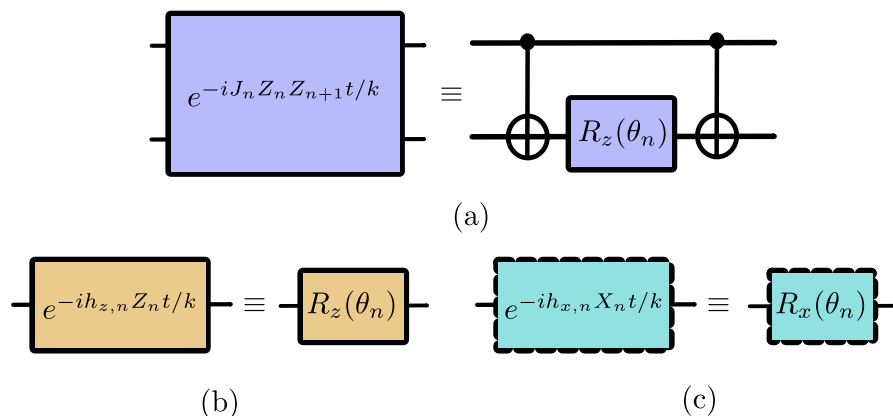 e^{-iJ_n Z_n Z_{n+1} t/k} ≡ R_z(θ_n)
(a)
e^{-ih_{z,n} Z_n t/k} ≡ R_z(θ_n)
e^{-ih_{x,n} X_n t/k} ≡ R_x(θ_n)
(b)
(c)